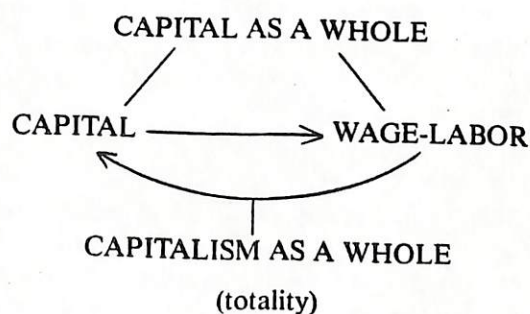 CAPITAL AS A WHOLE
CAPITAL WAGE-LABOR
CAPITALISM AS A WHOLE
(totality)